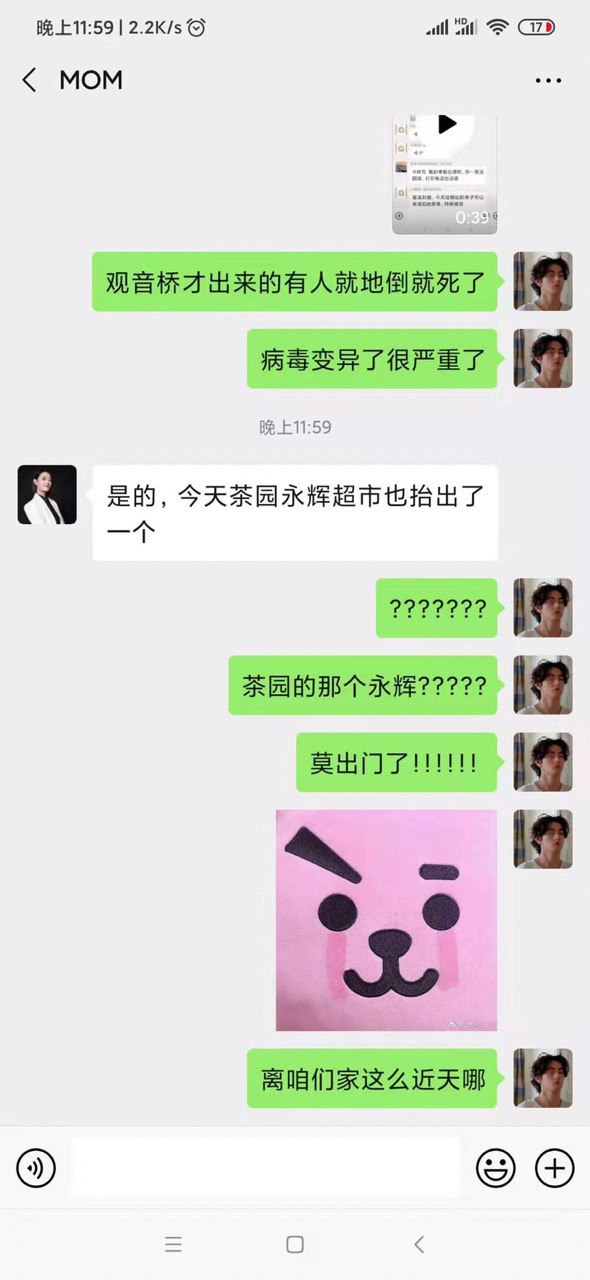 晚上11:59 | 2.2K/s
HD
17
MOM
0:39
观音桥才出来的有人就地倒就死了
病毒变异了很严重了
晚上11:59
是的，今天茶园永辉超市也抬出了
一个
???????
茶园的那个永辉?????
莫出门了!!!!!!
离咱们家这么近天哪